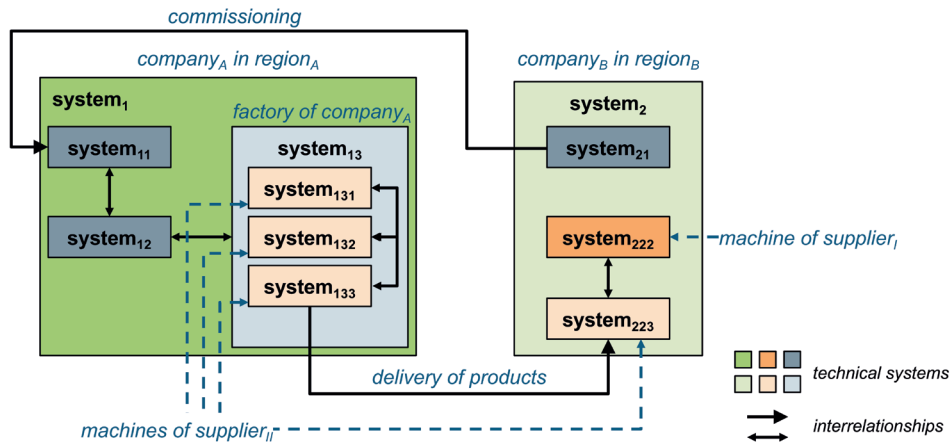 commissioning
company_A in region_A
company_B in region_B
system_1
factory of company_A
system_2
system_11
system_13
system_21
system_131
system_12
system_132
system_222
machine of supplier_I
system_133
system_223
delivery of products
technical systems
machines of supplier_II
interrelationships